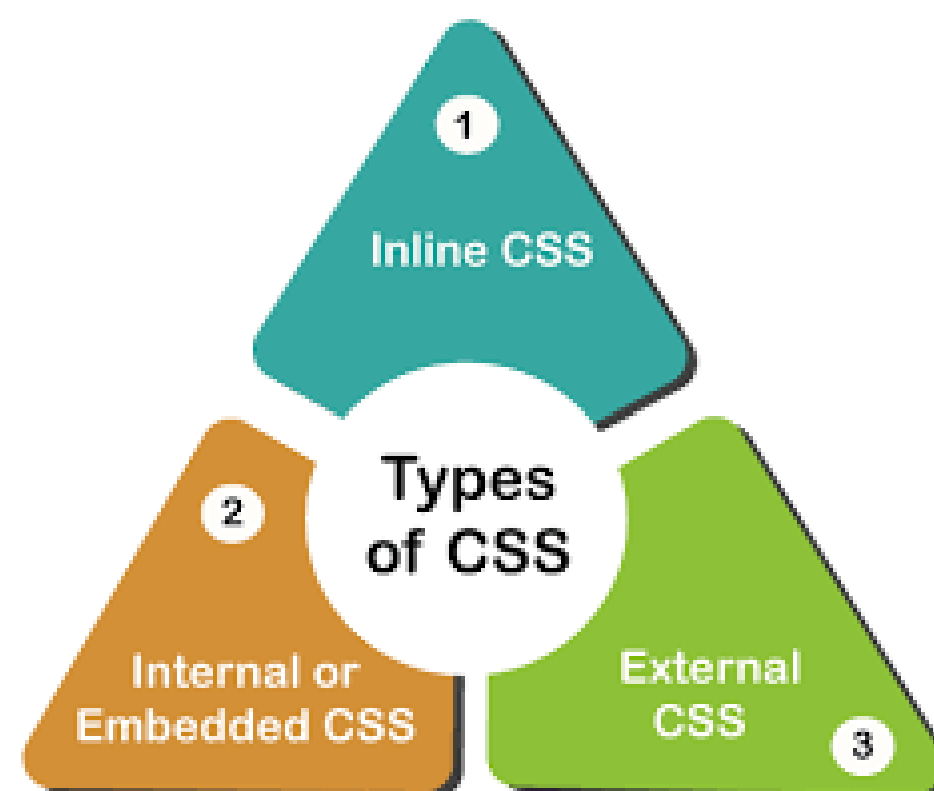 1
Inline CSS
Types
of CSS
2
Internal or
Embedded CSS
External
CSS
3